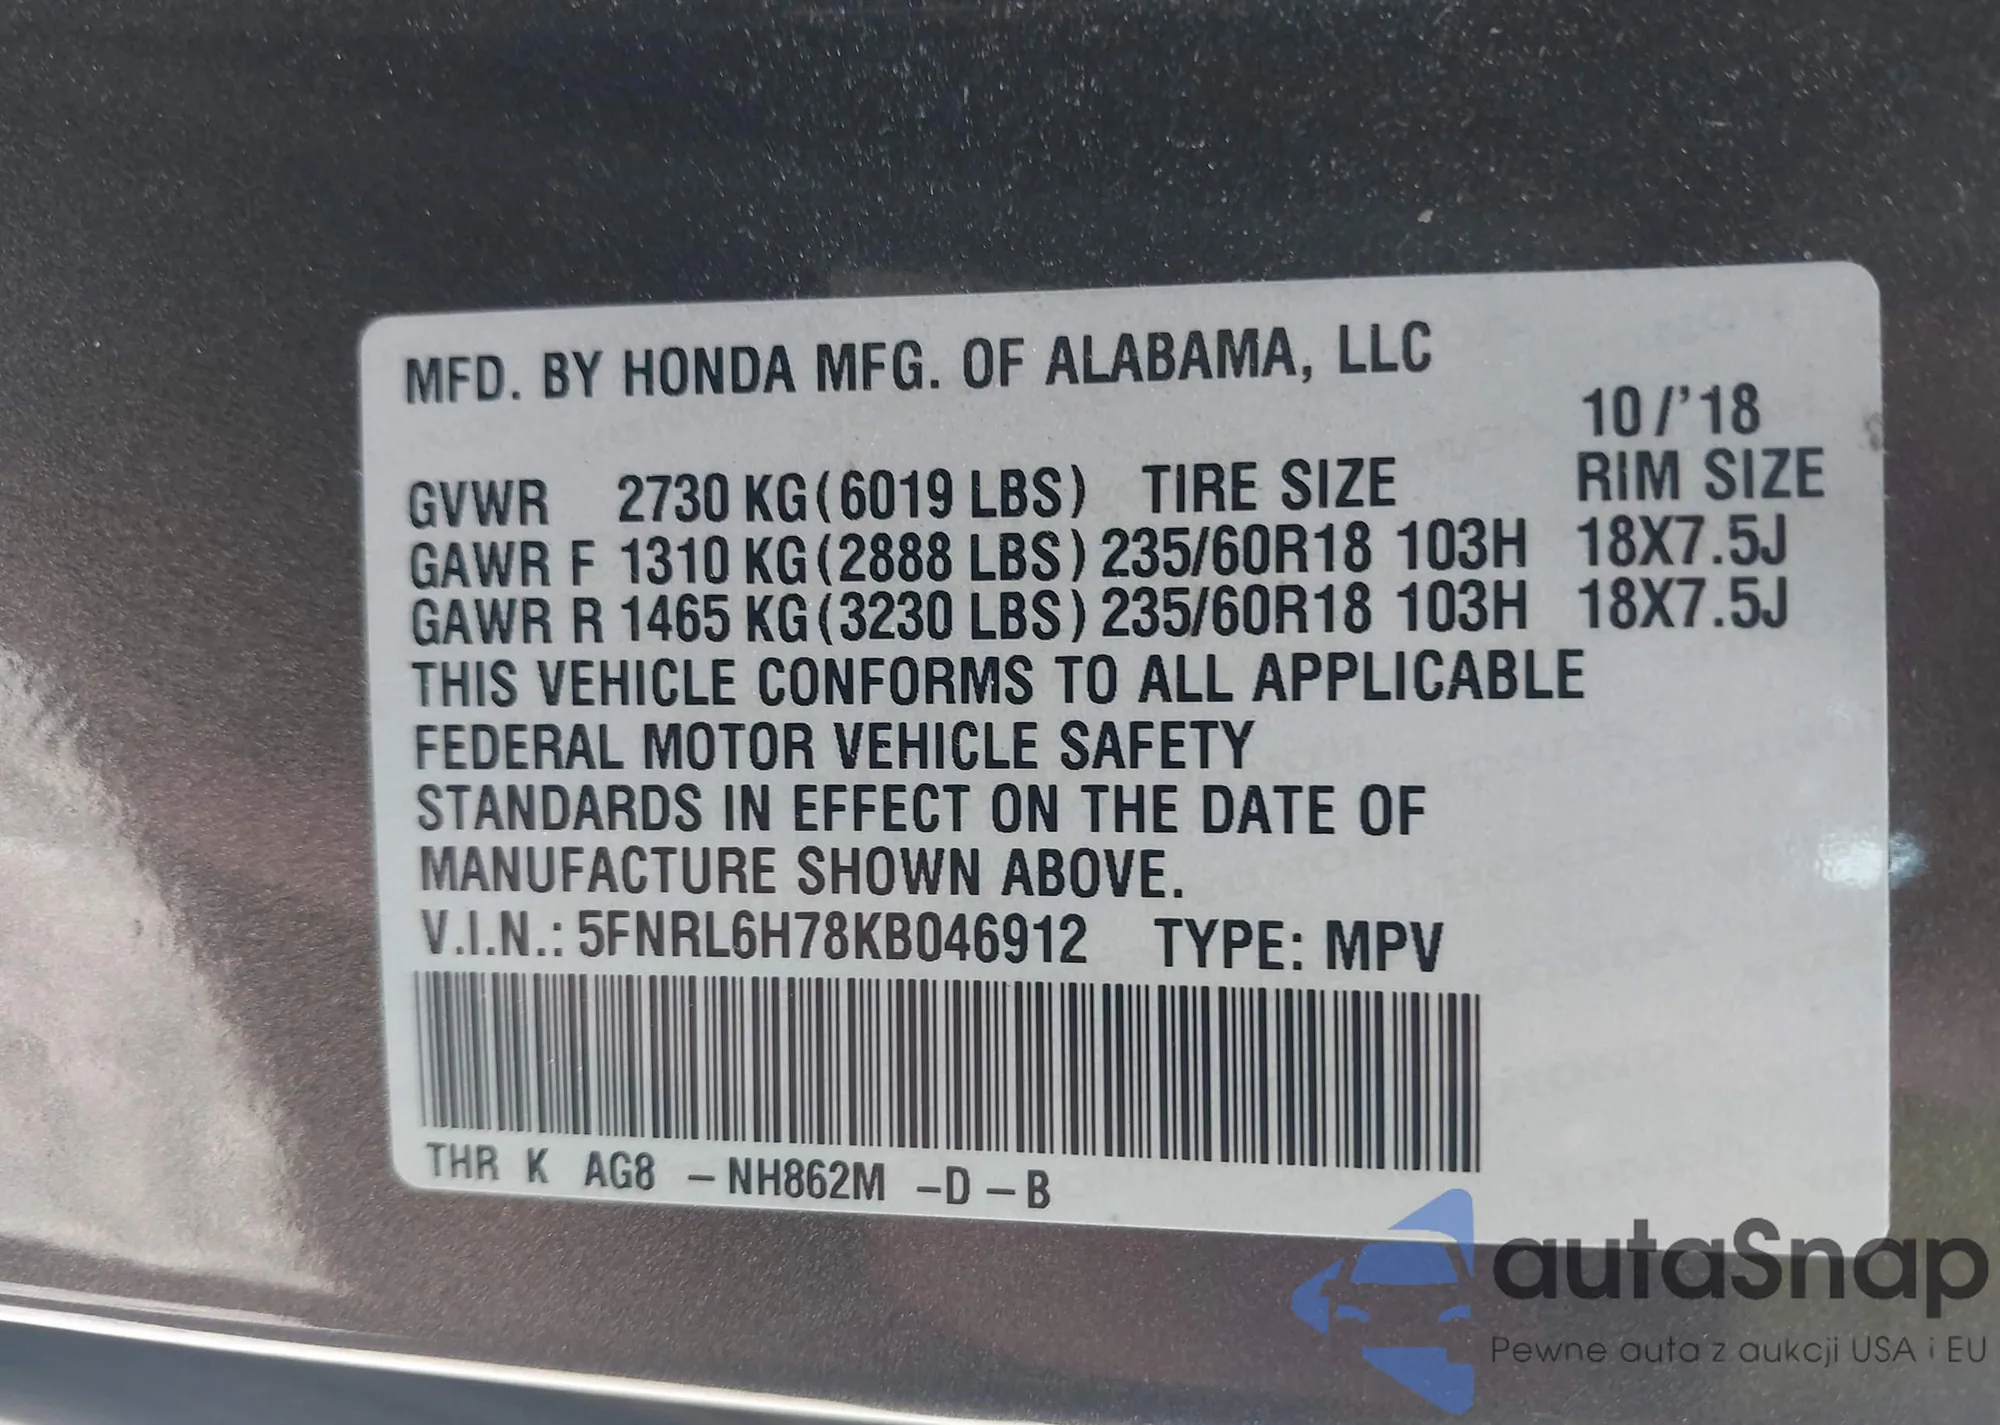 MFD. BY HONDA MFG. OF ALABAMA, LLC
10/'18
GVWR 2730 KG(6019 LBS) TIRE SIZE RIM SIZE
GAWR F 1310 KG(2888 LBS) 235/60R18 103H 18X7.5J
GAWR R 1465 KG(3230 LBS) 235/60R18 103H 18X7.5J
THIS VEHICLE CONFORMS TO ALL APPLICABLE
FEDERAL MOTOR VEHICLE SAFETY
STANDARDS IN EFFECT ON THE DATE OF
MANUFACTURE SHOWN ABOVE.
V.I.N.: 5FNRL6H78KB046912 TYPE: MPV
THR K AG8 -NH862M -D-B
autaSnap
Pewne auta z aukcji USA i EU